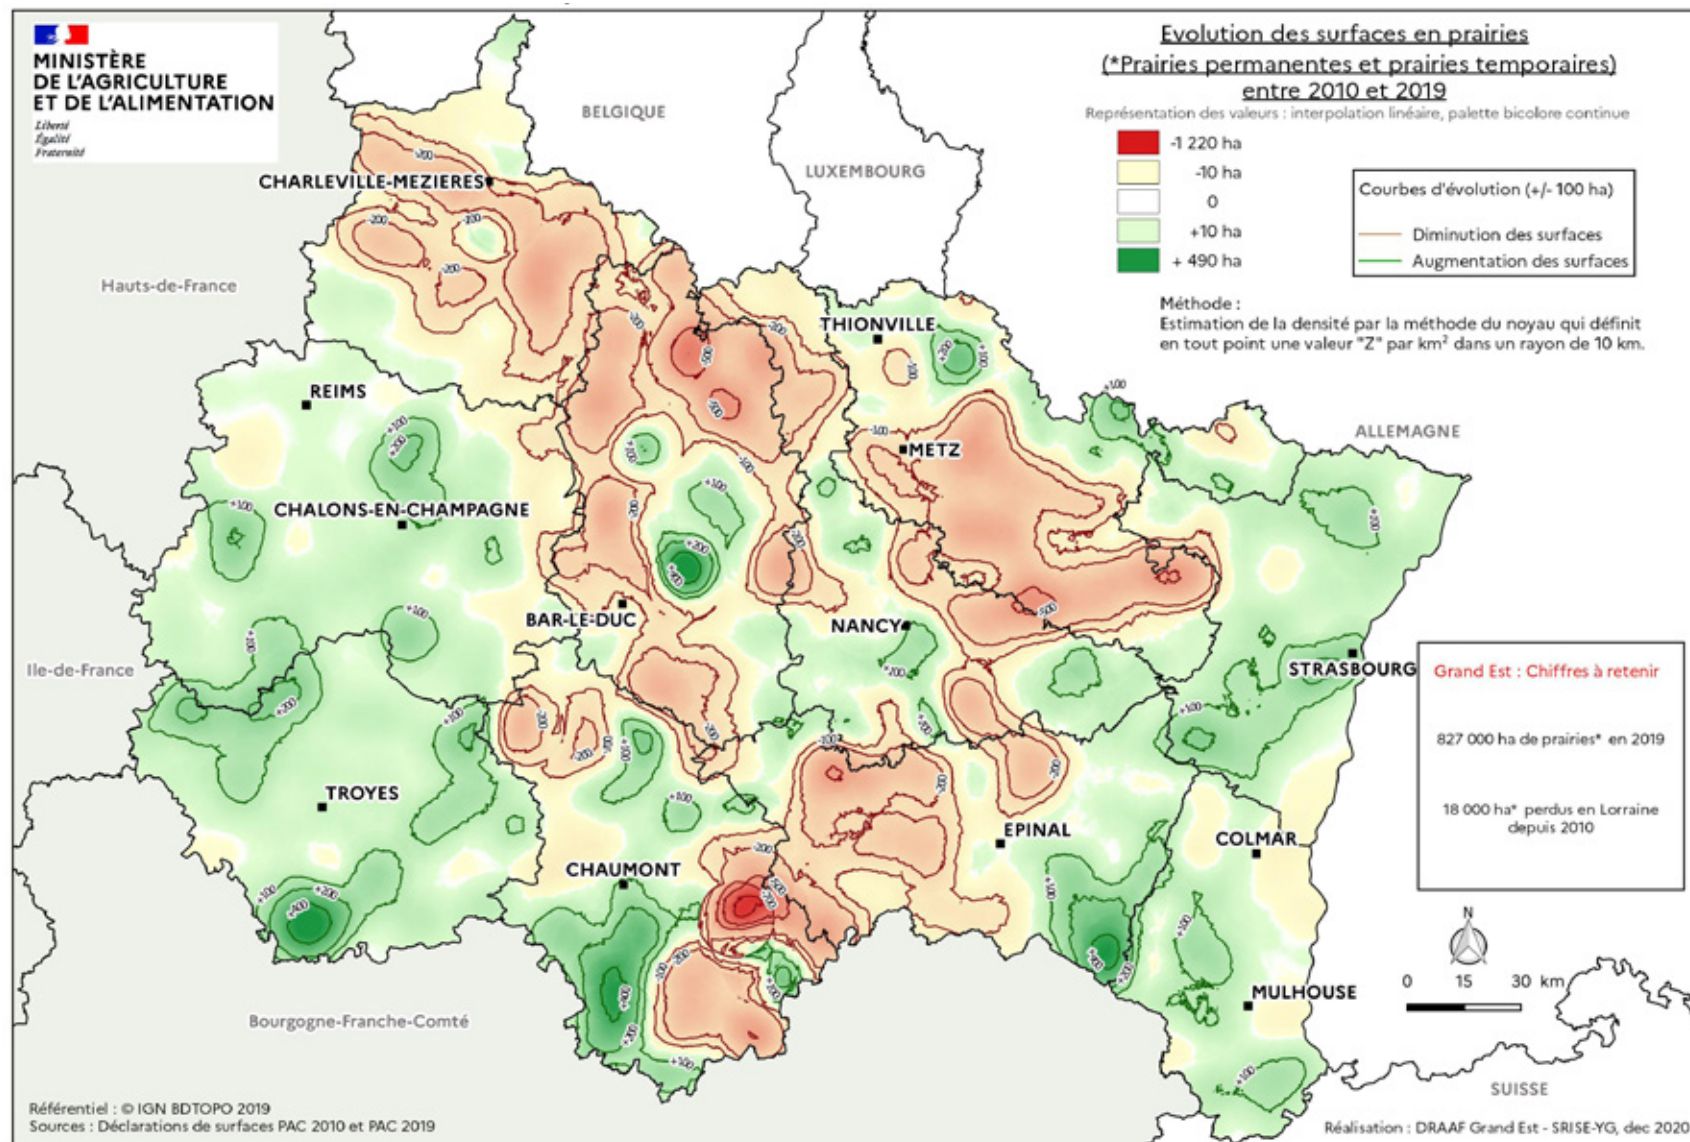 MINISTÈRE
DE L'AGRICULTURE
ET DE L'ALIMENTATION
Liberté
Égalité
Fraternité
Evolution des surfaces en prairies
(*Prairies permanentes et prairies temporaires)
entre 2010 et 2019
Représentation des valeurs : interpolation linéaire, palette bicolore continue
-1 220 ha
-10 ha
0
+10 ha
+ 490 ha
Courbes d'évolution (+/- 100 ha)
Diminution des surfaces
Augmentation des surfaces
Méthode :
Estimation de la densité par la méthode du noyau qui définit
en tout point une valeur "Z" par km² dans un rayon de 10 km.
BELGIQUE
LUXEMBOURG
CHARLEVILLE-MEZIERES
Hauts-de-France
THIONVILLE
REIMS
ALLEMAGNE
METZ
CHALONS-EN-CHAMPAGNE
BAR-LE-DUC
NANCY
Ile-de-France
STRASBOURG
Grand Est : Chiffres à retenir
827 000 ha de prairies* en 2019
18 000 ha* perdus en Lorraine
depuis 2010
TROYES
EPINAL
COLMAR
CHAUMONT
N
0 15 30 km
MULHOUSE
Bourgogne-Franche-Comté
SUISSE
Référentiel : © IGN BDTOPO 2019
Sources : Déclarations de surfaces PAC 2010 et PAC 2019
Réalisation : DRAAF Grand Est - SRISE-YG, dec 2020